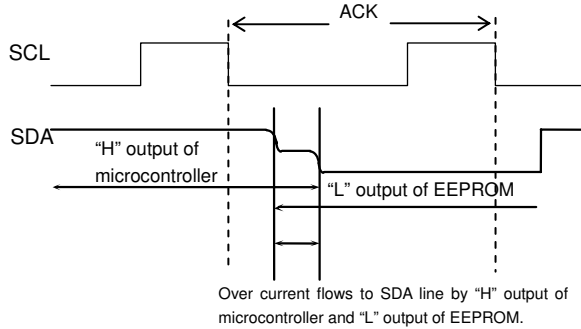 ACK
SCL
SDA
“H” output of
microcontroller
“L” output of EEPROM
Over current flows to SDA line by “H” output of
microcontroller and “L” output of EEPROM.